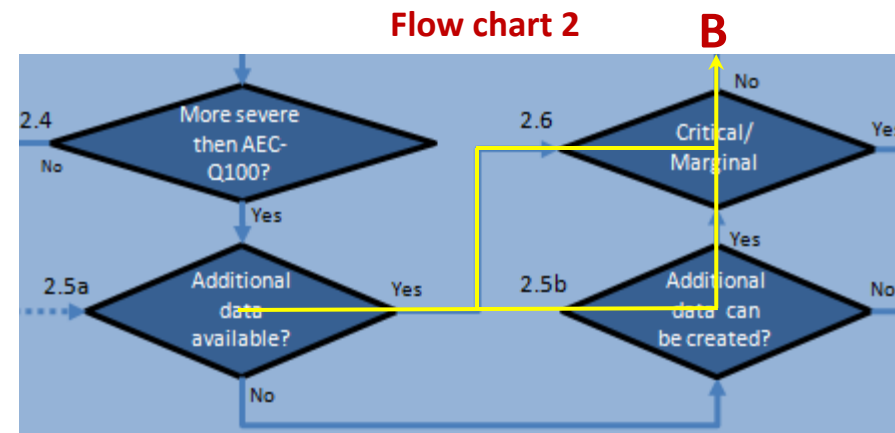 Flow chart 2
B
No
2.4
More severe
then AEC-
Q100?
2.6
Critical/
Marginal
No
Yes
Yes
2.5a
Additional
data
available?
Yes
2.5b
Yes
Additional
data can
be created?
No
No